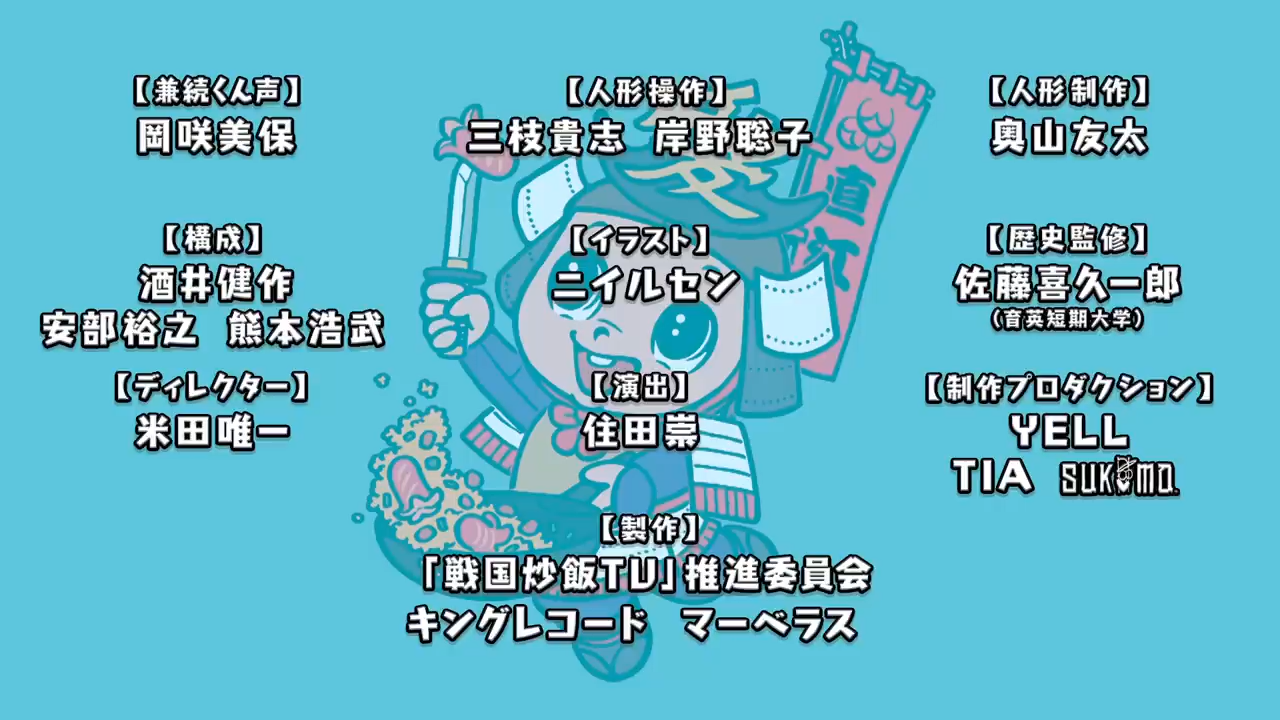 【兼続くん声】
岡咲美保
【人形操作】
三枝貴志 岸野聡子
【人形制作】
奥山友太
【構成】
酒井健作
安部裕之 熊本浩武
【イラスト】
ニイルセン
【歴史監修】
佐藤喜久一郎
(育英短期大学)
【ディレクター】
米田唯一
【演出】
住田崇
【制作プロダクション】
YELL
TIA SUKIMA.
【製作】
「戦国炒飯TV」推進委員会
キングレコード マーベラス
愛
直江